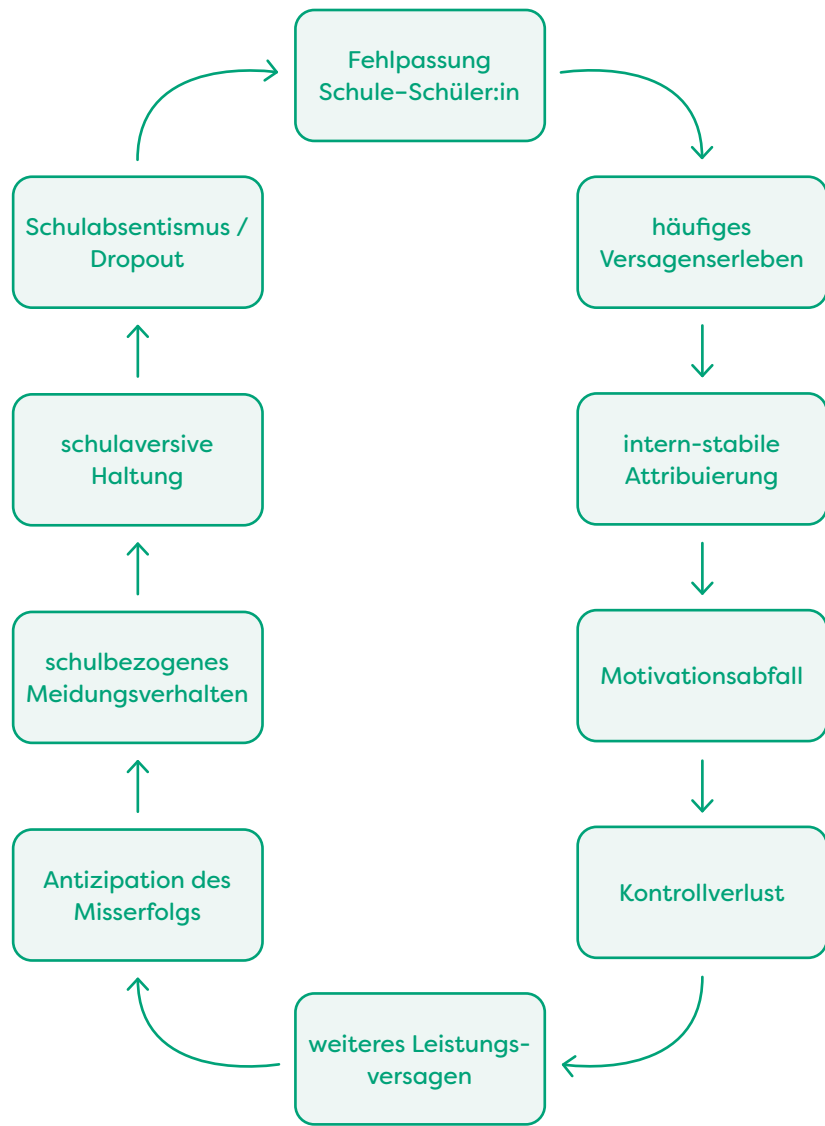 Fehlpassung
Schule–Schüler:in
häufiges
Versagenserleben
intern-stabile
Attribuierung
Motivationsabfall
Kontrollverlust
weiteres Leistungs-
versagen
Antizipation des
Misserfolgs
schulbezogenes
Meidungsverhalten
schulaversive
Haltung
Schulabsentismus /
Dropout